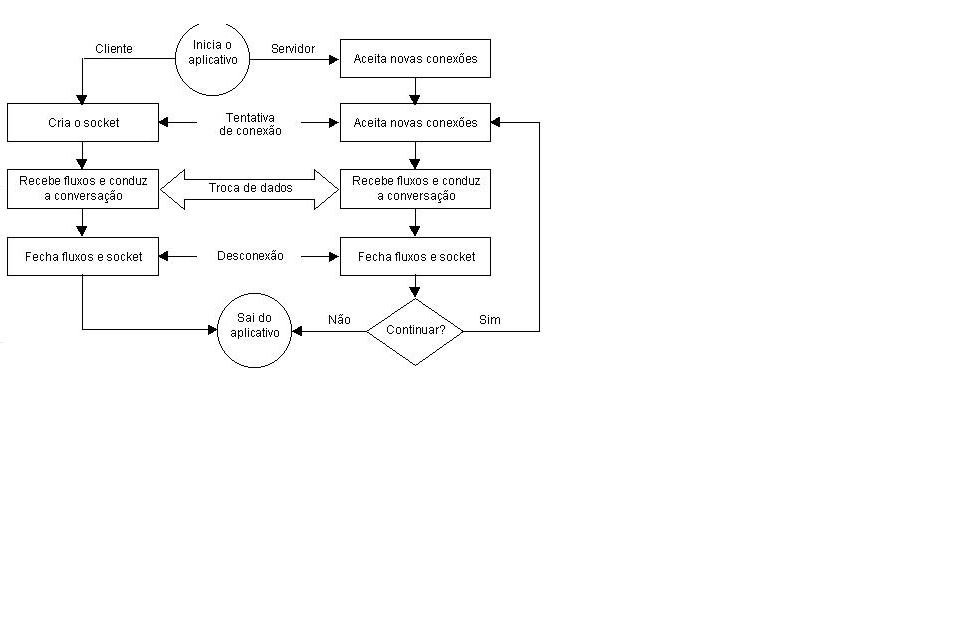 Cliente
Inicia o
aplicativo
Servidor
Aceita novas conexões
Cria o socket
Tentativa
de conexão
Aceita novas conexões
Recebe fluxos e conduz
a conversação
Troca de dados
Recebe fluxos e conduz
a conversação
Fecha fluxos e socket
Desconexão
Fecha fluxos e socket
Sai do
aplicativo
Não
Continuar?
Sim